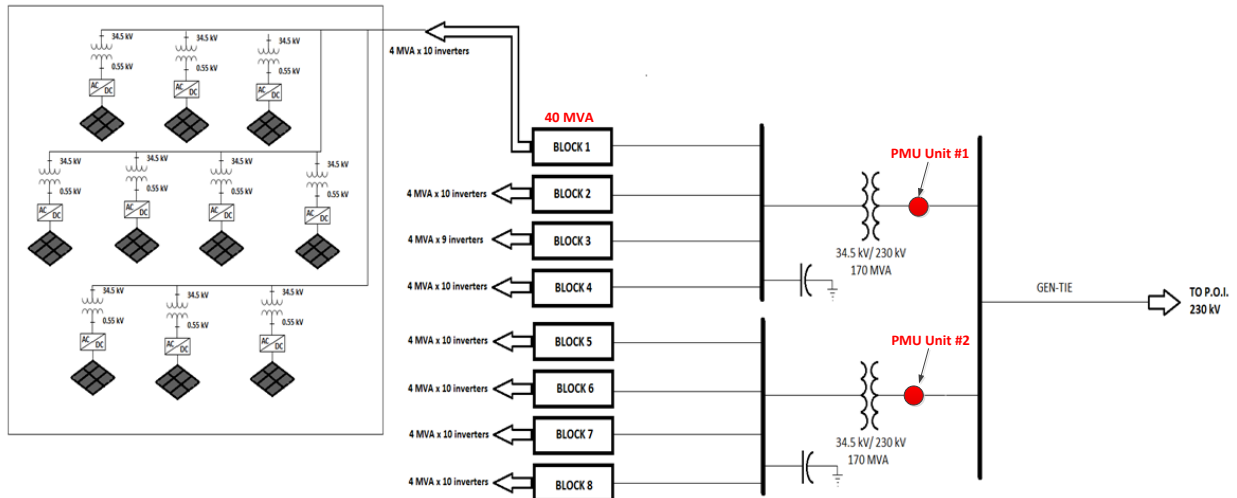 34.5 kV
34.5 kV
34.5 kV
0.55 kV
0.55 kV
0.55 kV
AC
DC
AC
DC
AC
DC
34.5 kV
34.5 kV
34.5 kV
34.5 kV
0.55 kV
0.55 kV
0.55 kV
0.55 kV
AC
DC
AC
DC
AC
DC
AC
DC
34.5 kV
34.5 kV
34.5 kV
0.55 kV
0.55 kV
0.55 kV
AC
DC
AC
DC
AC
DC
4 MVA x 10 inverters
40 MVA
BLOCK 1
4 MVA x 10 inverters
BLOCK 2
4 MVA x 9 inverters
BLOCK 3
4 MVA x 10 inverters
BLOCK 4
4 MVA x 10 inverters
BLOCK 5
4 MVA x 10 inverters
BLOCK 6
4 MVA x 10 inverters
BLOCK 7
4 MVA x 10 inverters
BLOCK 8
PMU Unit #1
34.5 kV/ 230 kV
170 MVA
PMU Unit #2
34.5 kV/ 230 kV
170 MVA
GEN-TIE
TO P.O.I.
230 kV